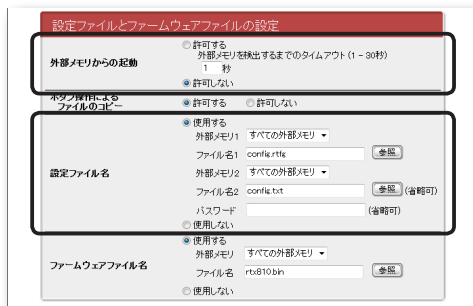 設定ファイルとファームウェアファイルの設定
外部メモリからの起動
許可する
外部メモリを検出するまでのタイムアウト(1 - 30秒)
1 秒
許可しない
ボタン操作による
ファイルのコピー
許可する 許可しない
設定ファイル名
使用する
外部メモリ1 すべての外部メモリ
ファイル名1 config.rtfg 参照
外部メモリ2 すべての外部メモリ
ファイル名2 config.txt 参照 (省略可)
パスワード (省略可)
使用しない
ファームウェアファイル名
使用する
外部メモリ すべての外部メモリ
ファイル名 rtx810.bin 参照
使用しない